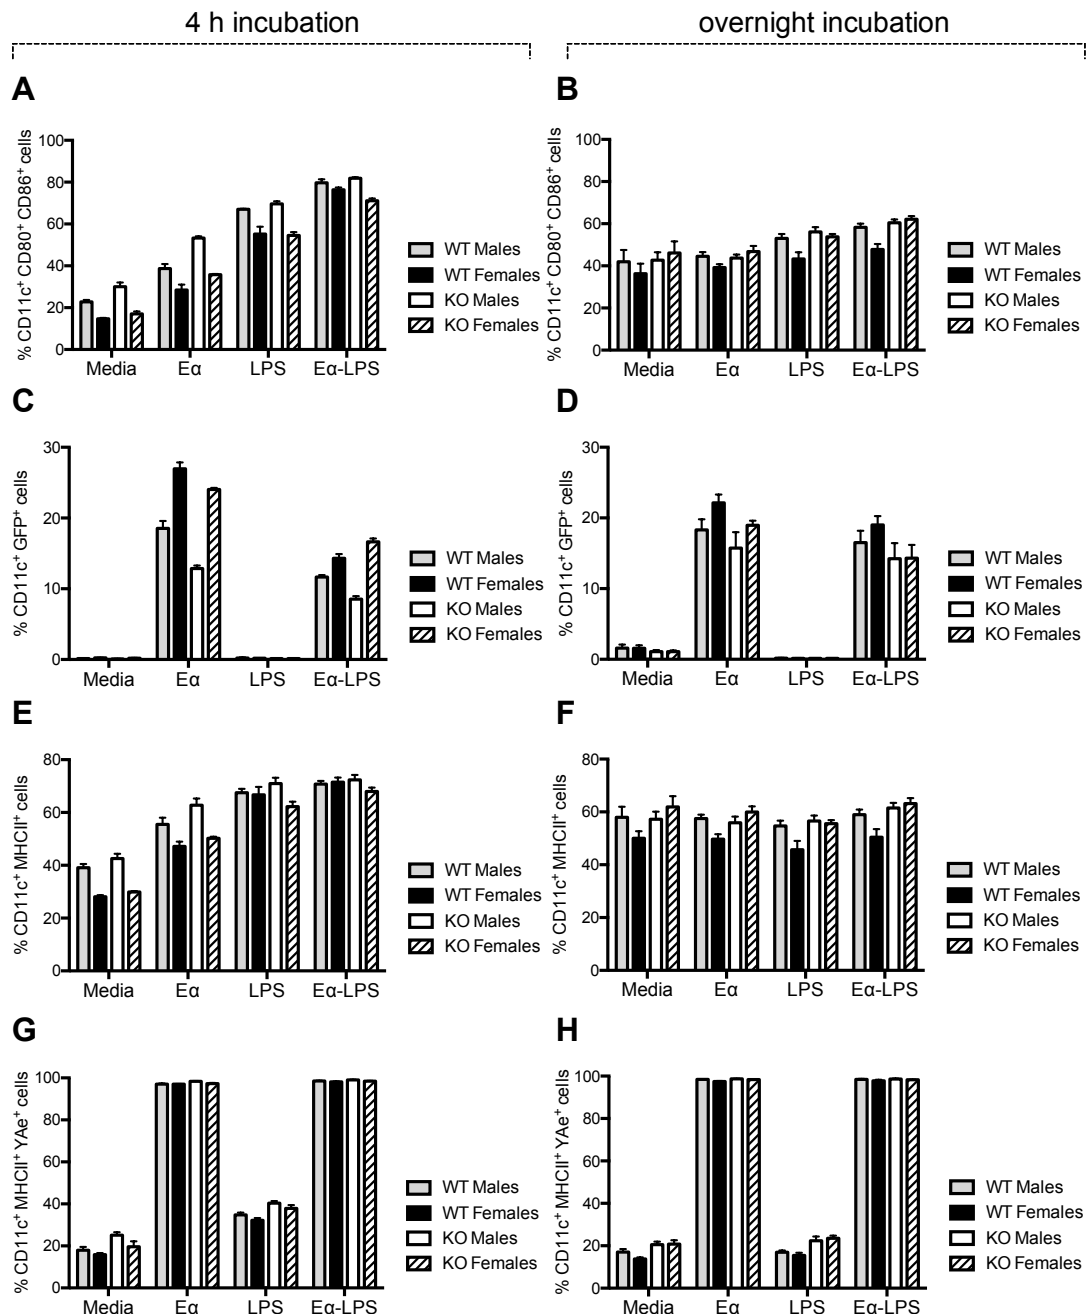 4 h incubation
overnight incubation
A
% CD11c⁺ CD80⁺ CD86⁺ cells
100
80
60
40
20
0
Media Eα LPS Eα-LPS
WT Males
WT Females
KO Males
KO Females
B
% CD11c⁺ CD80⁺ CD86⁺ cells
100
80
60
40
20
0
Media Eα LPS Eα-LPS
WT Males
WT Females
KO Males
KO Females
C
% CD11c⁺ GFP⁺ cells
30
20
10
0
Media Eα LPS Eα-LPS
WT Males
WT Females
KO Males
KO Females
D
% CD11c⁺ GFP⁺ cells
30
20
10
0
Media Eα LPS Eα-LPS
WT Males
WT Females
KO Males
KO Females
E
% CD11c⁺ MHCII⁺ cells
80
60
40
20
0
Media Eα LPS Eα-LPS
WT Males
WT Females
KO Males
KO Females
F
% CD11c⁺ MHCII⁺ cells
80
60
40
20
0
Media Eα LPS Eα-LPS
WT Males
WT Females
KO Males
KO Females
G
% CD11c⁺ MHCII⁺ YAe⁺ cells
100
80
60
40
20
0
Media Eα LPS Eα-LPS
WT Males
WT Females
KO Males
KO Females
H
% CD11c⁺ MHCII⁺ YAe⁺ cells
100
80
60
40
20
0
Media Eα LPS Eα-LPS
WT Males
WT Females
KO Males
KO Females